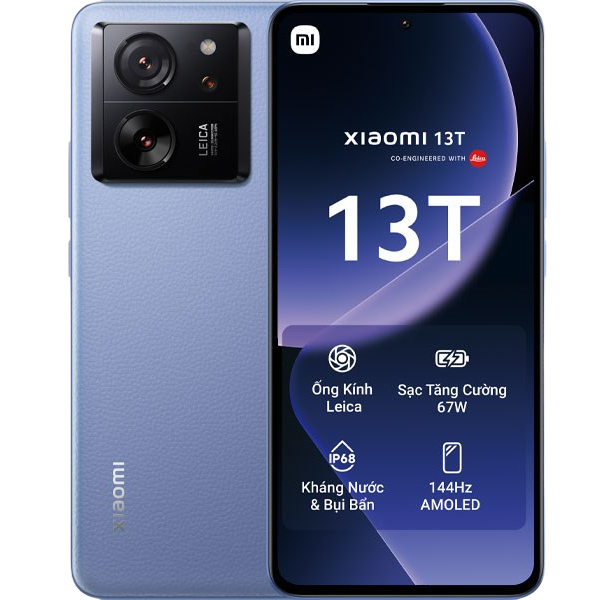 LEICA
xiaomi
mi
xiaomi 13T
CO-ENGINEERED WITH Leica
13T
Ống Kính
Leica
Sạc Tăng Cường
67W
IP68
Kháng Nước
& Bụi Bẩn
144Hz
AMOLED